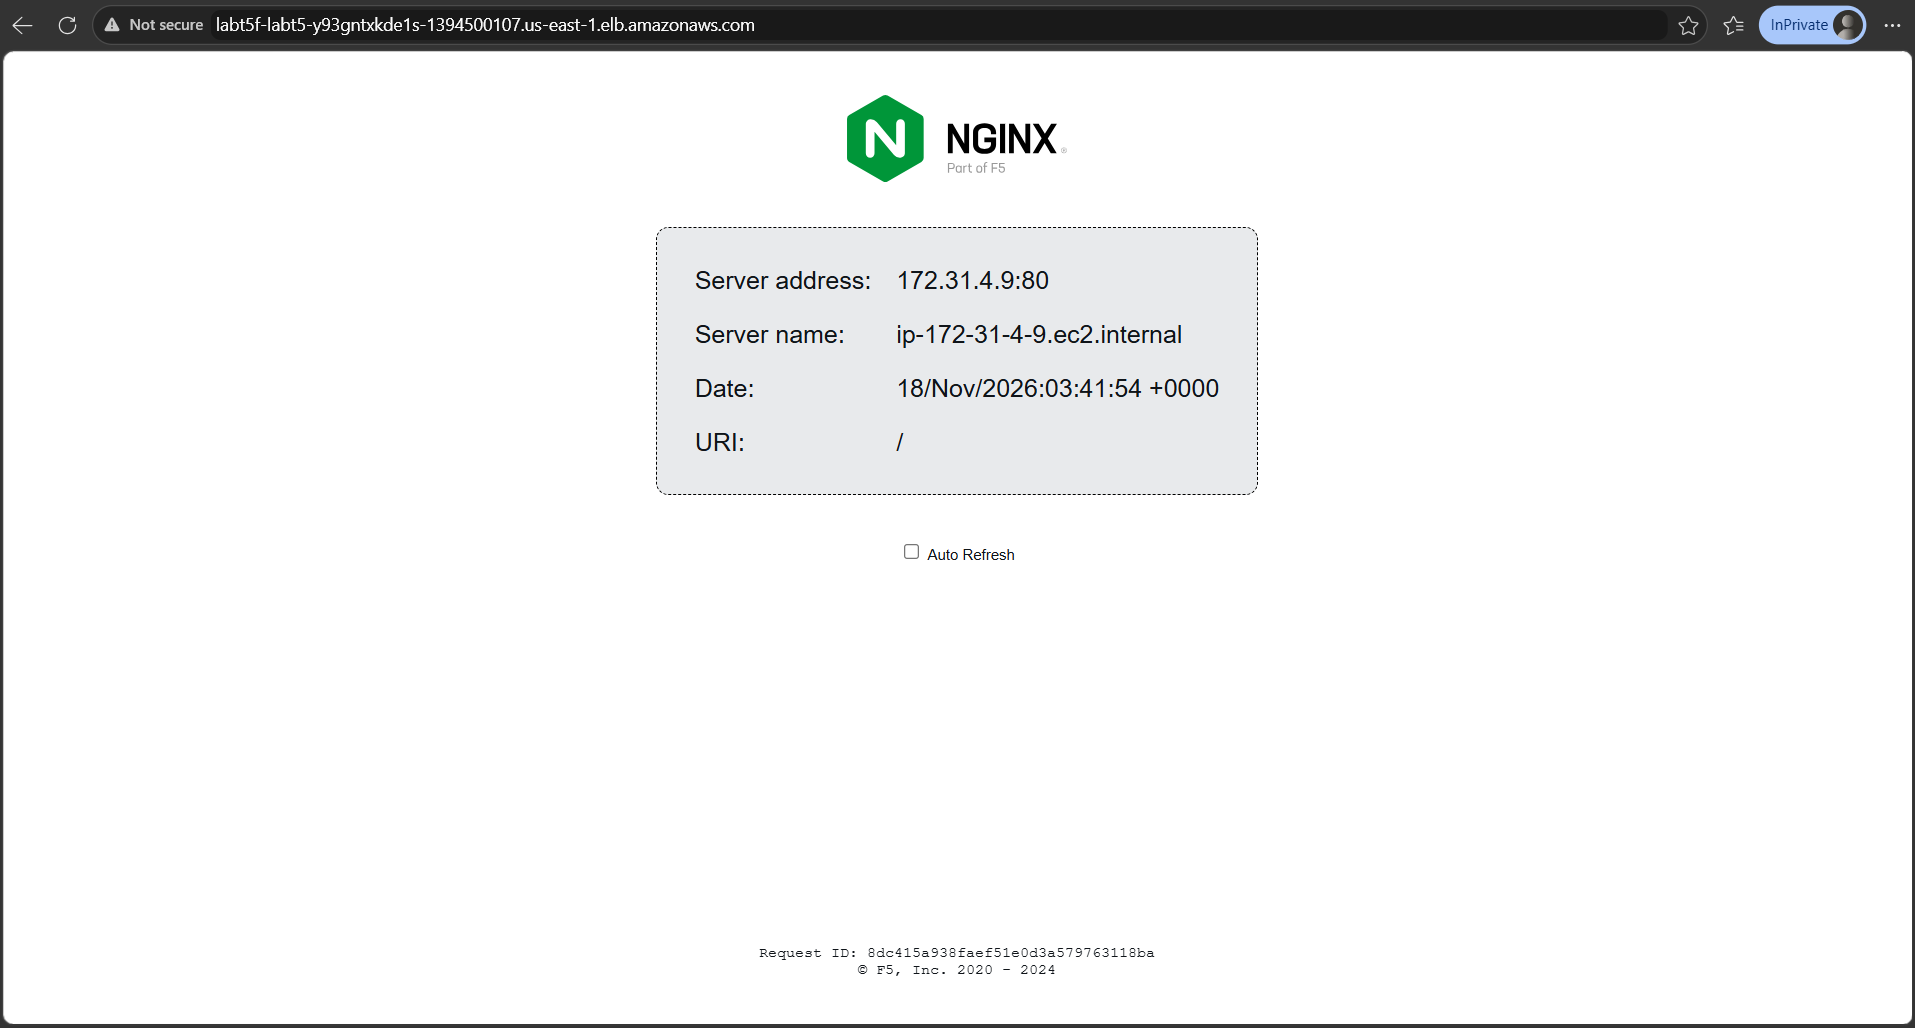 Not secure labt5f-labt5-y93gntxkde1s-1394500107.us-east-1.elb.amazonaws.com InPrivate
N NGINX ®
Part of F5
Server address: 172.31.4.9:80
Server name: ip-172-31-4-9.ec2.internal
Date: 18/Nov/2026:03:41:54 +0000
URI: /
Auto Refresh
Request ID: 8dc415a938faef51e0d3a579763118ba
© F5, Inc. 2020 - 2024